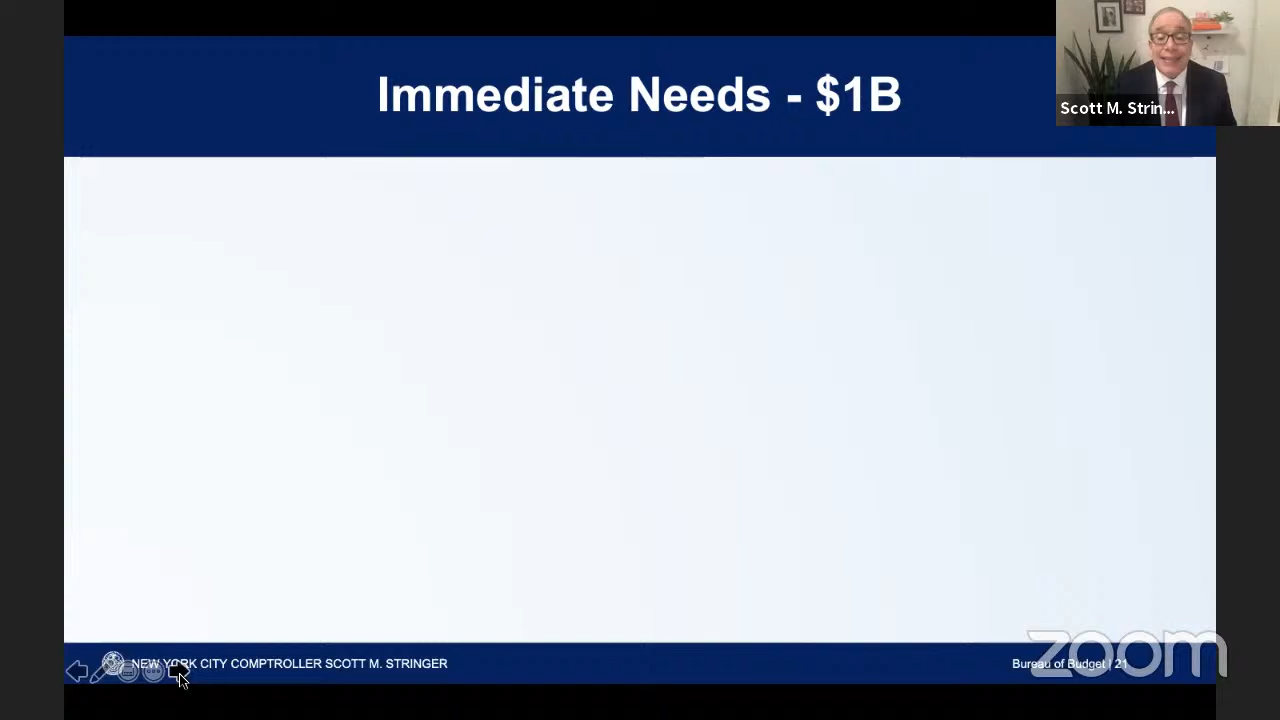 Immediate Needs - $1B
Scott M. Strin...
NEW YORK CITY COMPTROLLER SCOTT M. STRINGER
Bureau of Budget | 21
zoom